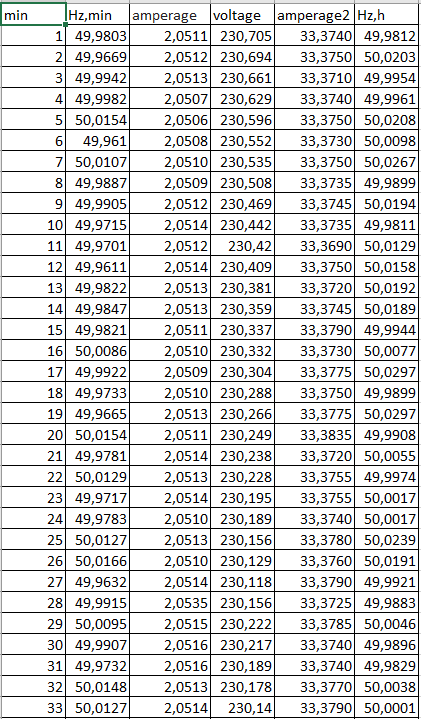 min Hz,min amperage voltage amperage2 Hz,h
1 49,9803 2,0511 230,705 33,3740 49,9812
2 49,9669 2,0512 230,694 33,3750 50,0203
3 49,9942 2,0513 230,661 33,3710 49,9954
4 49,9982 2,0507 230,629 33,3740 49,9961
5 50,0154 2,0506 230,596 33,3750 50,0208
6 49,961 2,0508 230,552 33,3730 50,0098
7 50,0107 2,0510 230,535 33,3750 50,0267
8 49,9887 2,0509 230,508 33,3735 49,9899
9 49,9905 2,0512 230,469 33,3745 50,0194
10 49,9715 2,0514 230,442 33,3735 49,9811
11 49,9701 2,0512 230,42 33,3690 50,0129
12 49,9611 2,0514 230,409 33,3750 50,0158
13 49,9822 2,0513 230,381 33,3720 50,0192
14 49,9847 2,0513 230,359 33,3745 50,0189
15 49,9821 2,0511 230,337 33,3790 49,9944
16 50,0086 2,0510 230,332 33,3730 50,0077
17 49,9922 2,0509 230,304 33,3775 50,0297
18 49,9733 2,0510 230,288 33,3750 49,9899
19 49,9665 2,0513 230,266 33,3775 50,0297
20 50,0154 2,0511 230,249 33,3835 49,9908
21 49,9781 2,0514 230,238 33,3720 50,0055
22 50,0129 2,0513 230,228 33,3755 49,9974
23 49,9717 2,0514 230,195 33,3755 50,0017
24 49,9783 2,0510 230,189 33,3740 50,0017
25 50,0127 2,0513 230,156 33,3780 50,0239
26 50,0166 2,0510 230,129 33,3760 50,0191
27 49,9632 2,0514 230,118 33,3790 49,9921
28 49,9915 2,0535 230,156 33,3725 49,9883
29 50,0095 2,0515 230,222 33,3785 50,0046
30 49,9907 2,0516 230,217 33,3740 49,9896
31 49,9732 2,0516 230,189 33,3740 49,9829
32 50,0148 2,0513 230,178 33,3770 50,0038
33 50,0127 2,0514 230,14 33,3790 50,0001